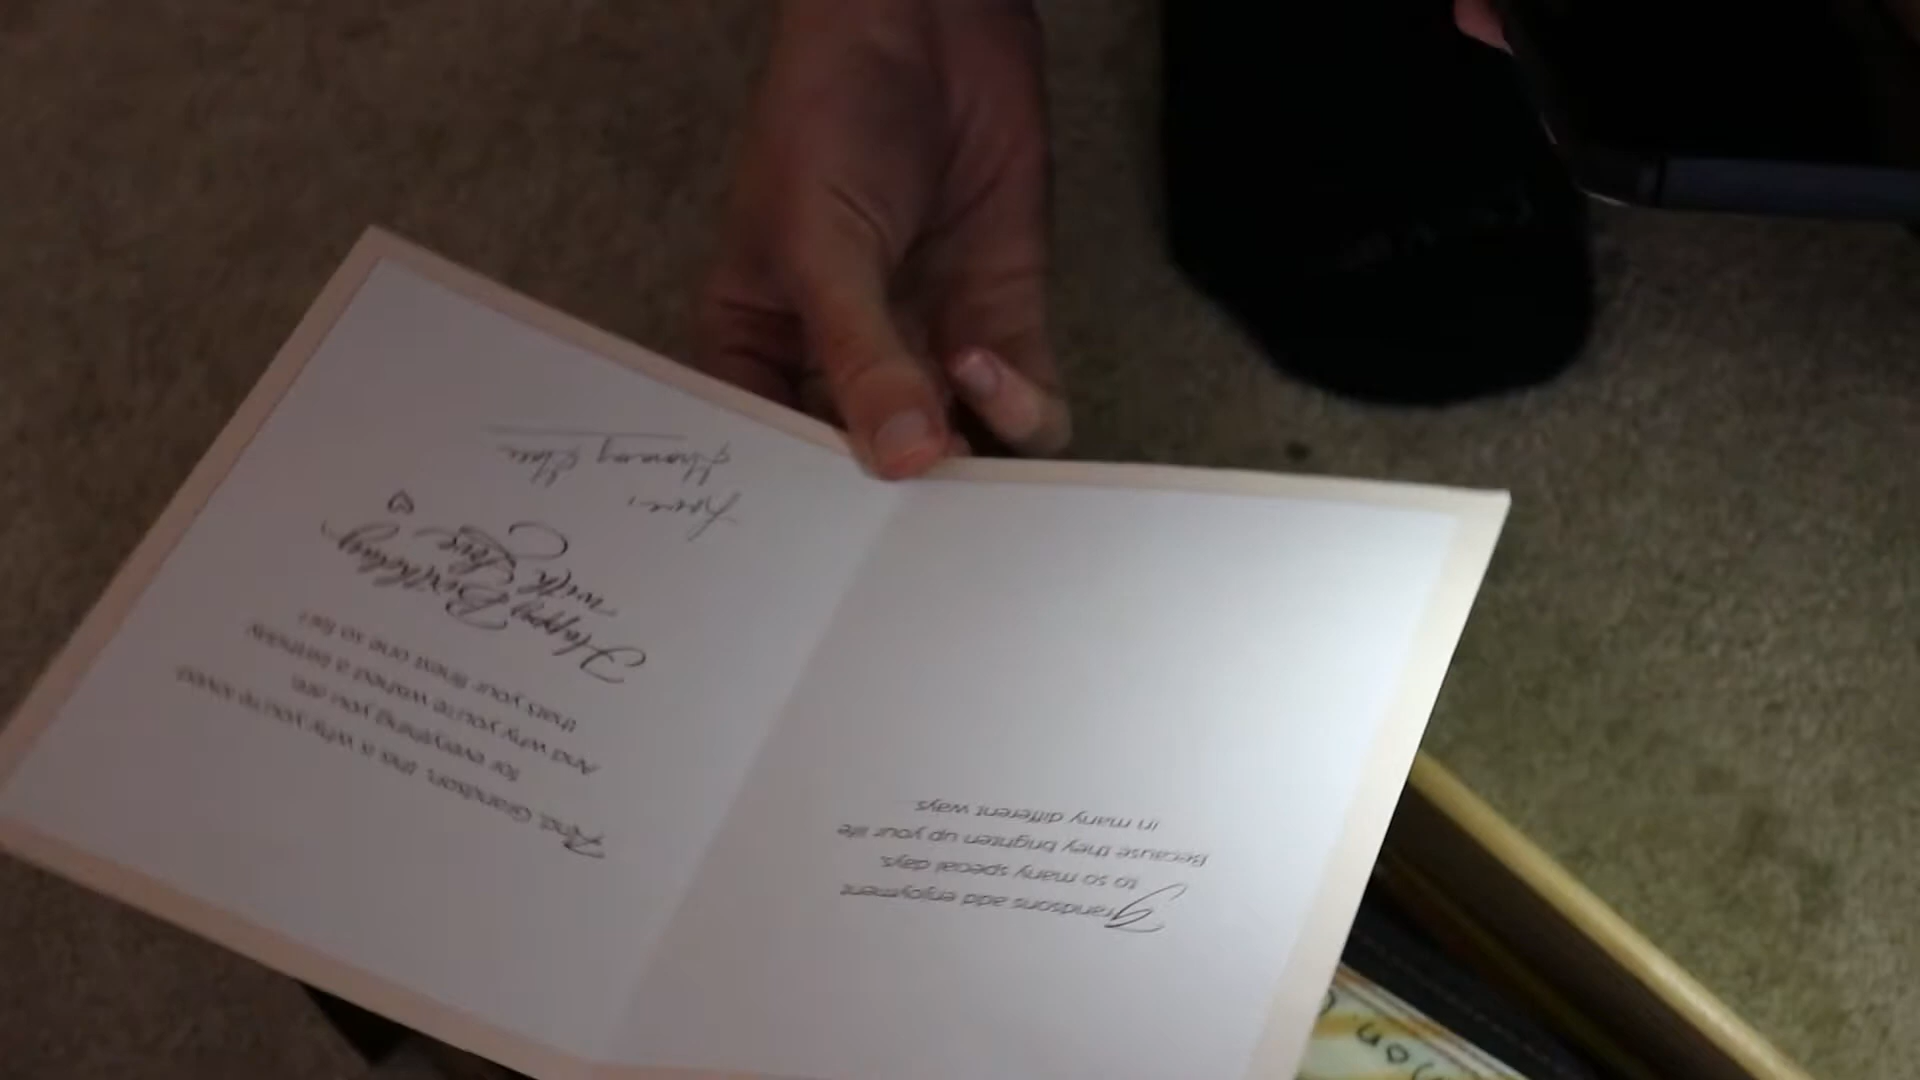 Grandsons add enjoyment
to so many special days
Because they brighten up your life
in many different ways
And, Grandson, this is why you're loved
for everything you are,
And why you're wished a birthday
that's your finest one so far!
Happy Birthday
with Love
Love,